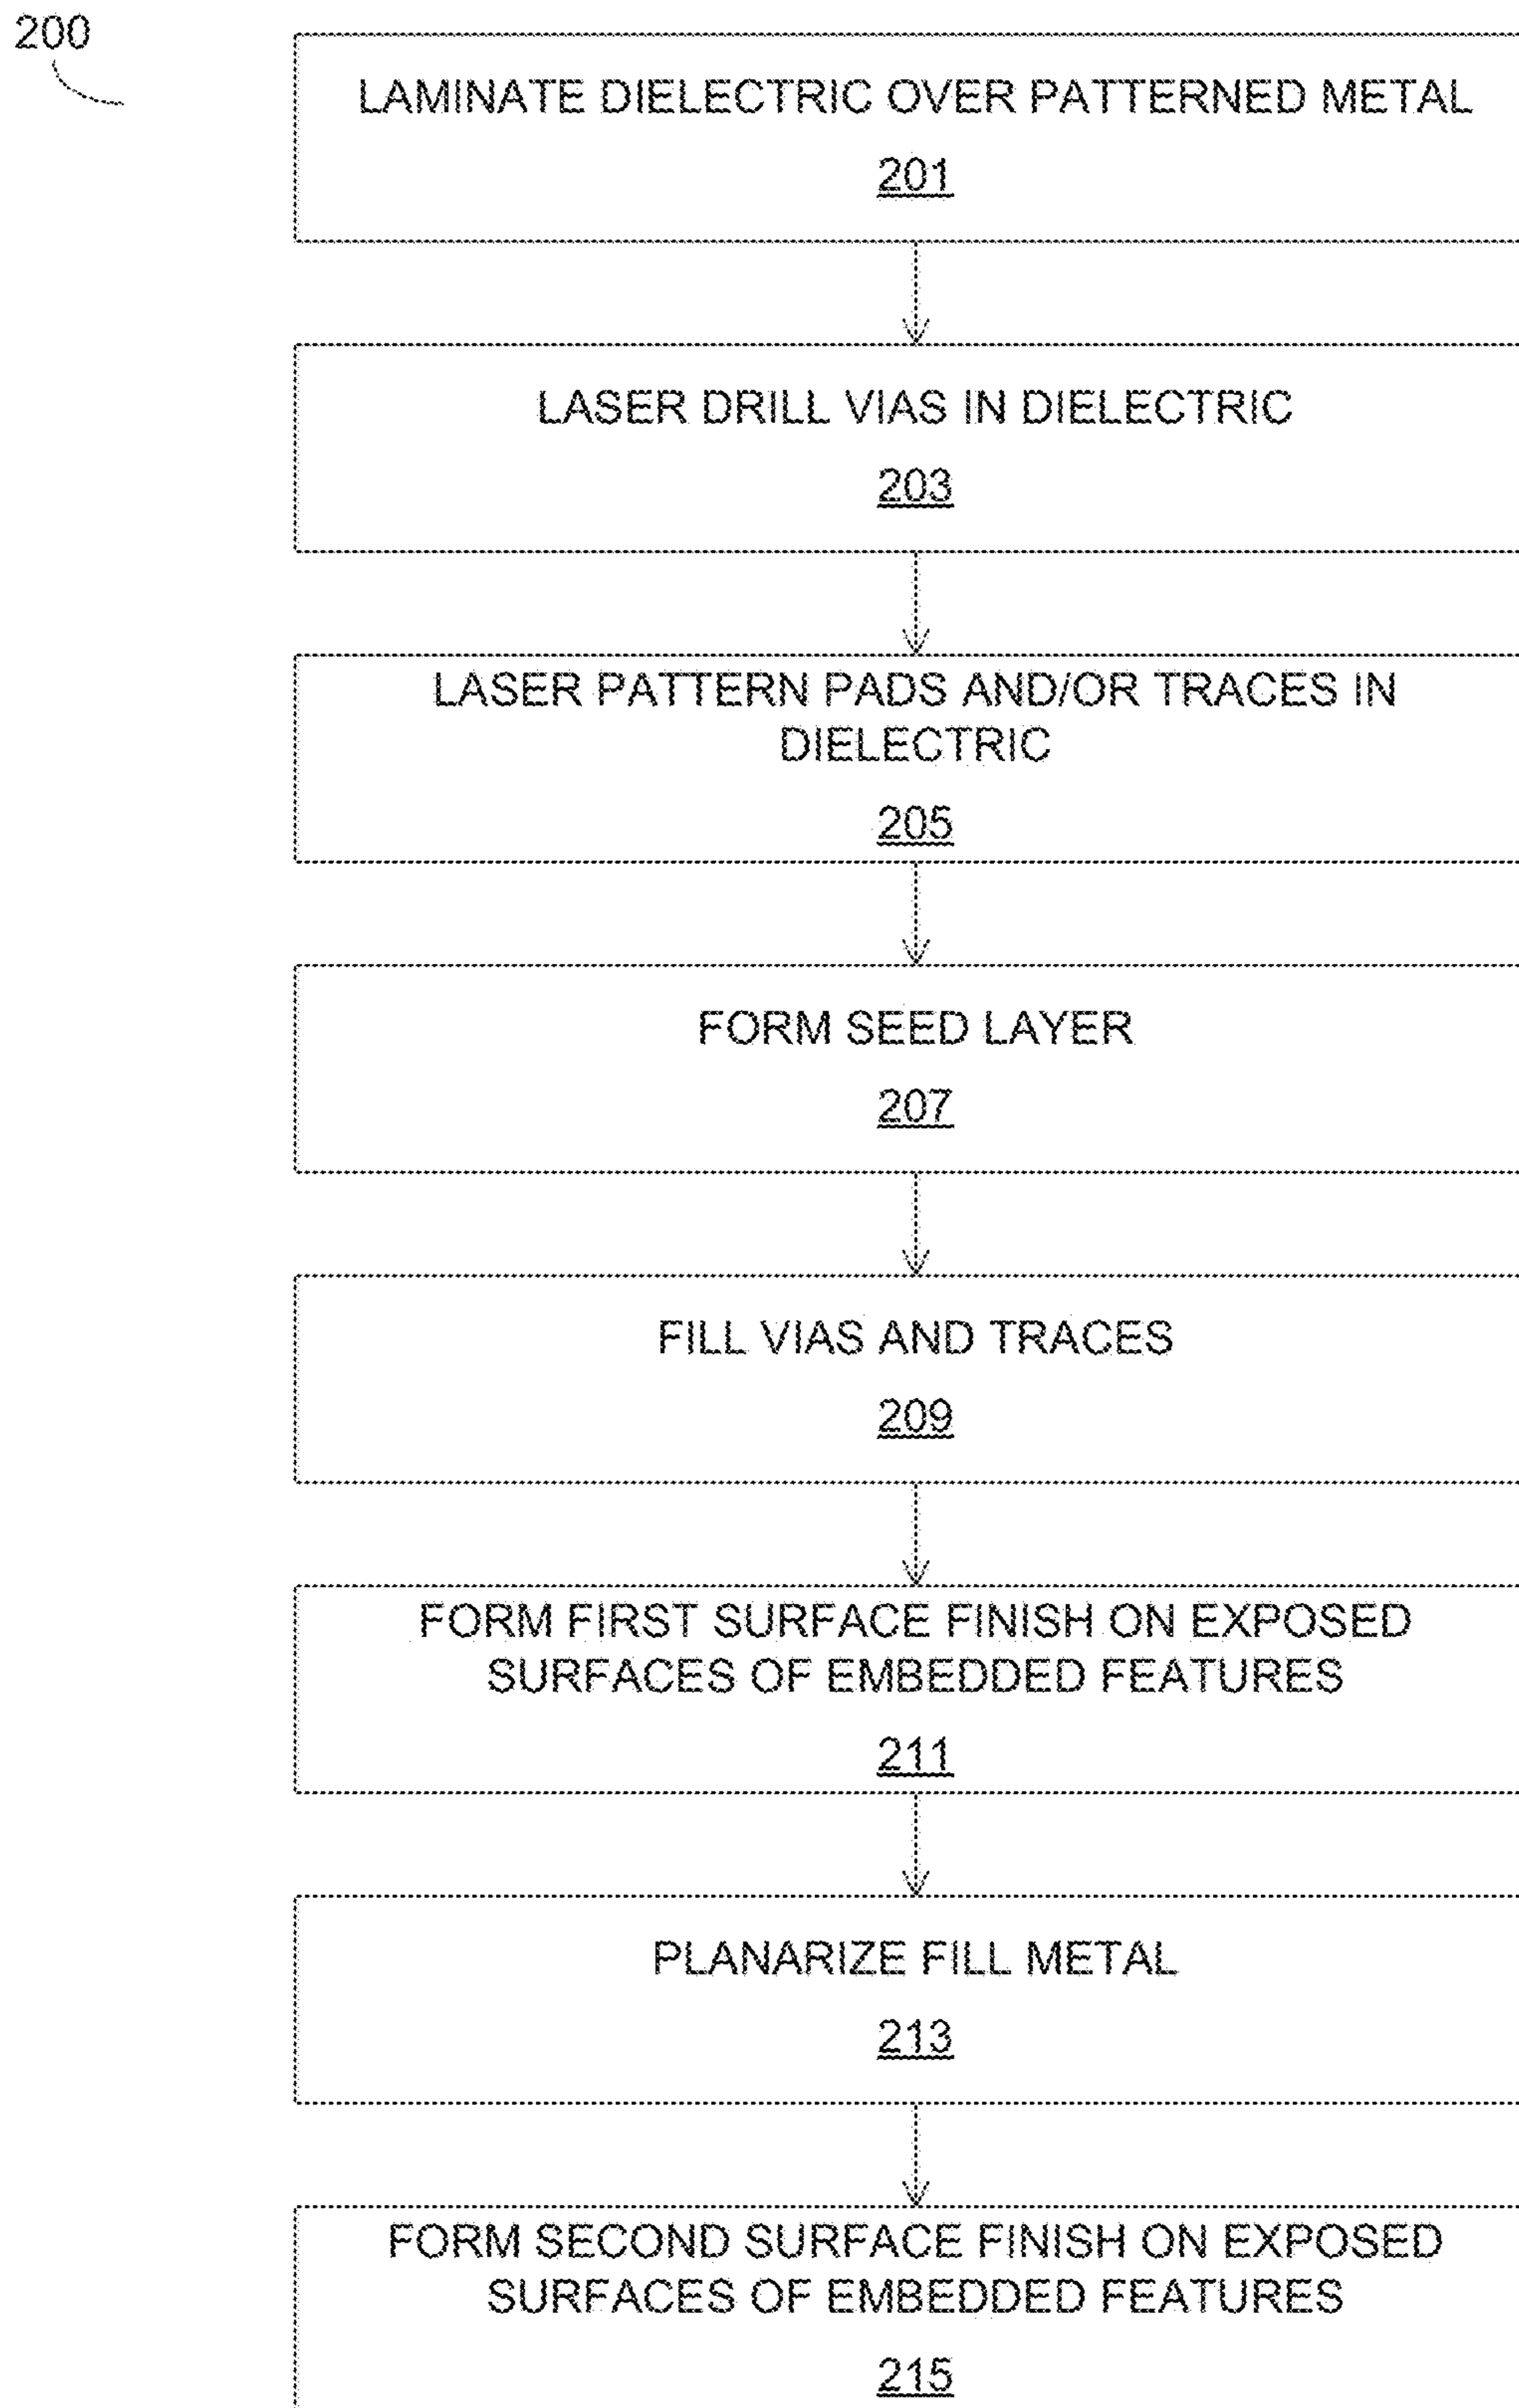 200
LAMINATE DIELECTRIC OVER PATTERNED METAL
201
LASER DRILL VIAS IN DIELECTRIC
203
LASER PATTERN PADS AND/OR TRACES IN
DIELECTRIC
205
FORM SEED LAYER
207
FILL VIAS AND TRACES
209
FORM FIRST SURFACE FINISH ON EXPOSED
SURFACES OF EMBEDDED FEATURES
211
PLANARIZE FILL METAL
213
FORM SECOND SURFACE FINISH ON EXPOSED
SURFACES OF EMBEDDED FEATURES
215